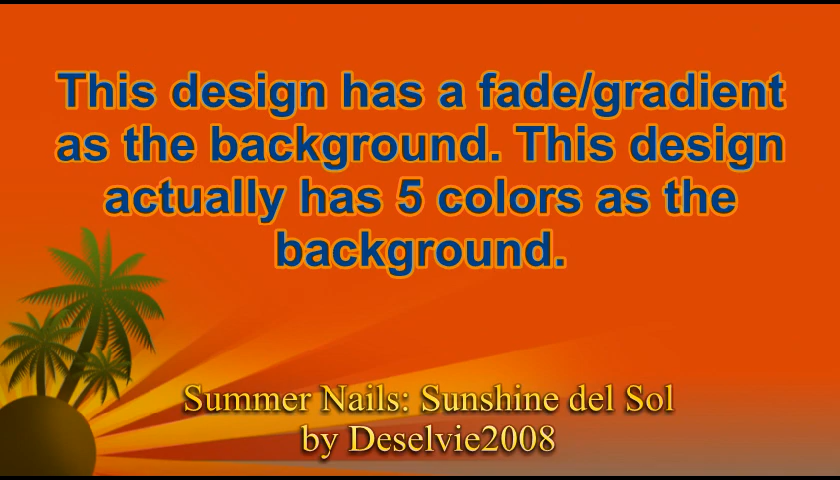 This design has a fade/gradient
as the background. This design
actually has 5 colors as the
background.
Summer Nails: Sunshine del Sol
by Deselvie2008